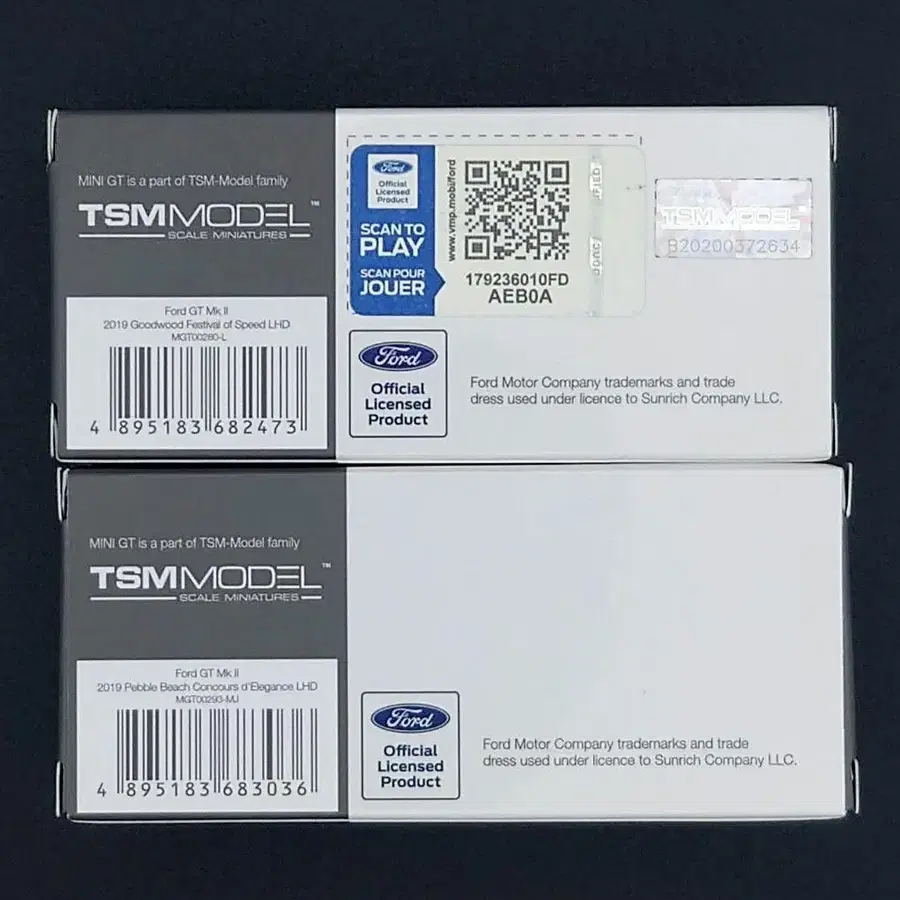 MINI GT is a part of TSM-Model family
TSMMODEL™
SCALE MINIATURES
Ford GT Mk II
2019 Goodwood Festival of Speed LHD
MGT00280-L
4 895183 682473
Ford
Official
Licensed
Product
SCAN TO
PLAY
SCAN POUR
JOUER
www.vmp.mobi/ford
179236010FD
AEB0A
TSMMODEL
B20200372634
Ford
Official
Licensed
Product
Ford Motor Company trademarks and trade
dress used under licence to Sunrich Company LLC.
MINI GT is a part of TSM-Model family
TSMMODEL™
SCALE MINIATURES
Ford GT Mk II
2019 Pebble Beach Concours d'Elegance LHD
MGT00293-MJ
4 895183 683036
Ford
Official
Licensed
Product
Ford Motor Company trademarks and trade
dress used under licence to Sunrich Company LLC.